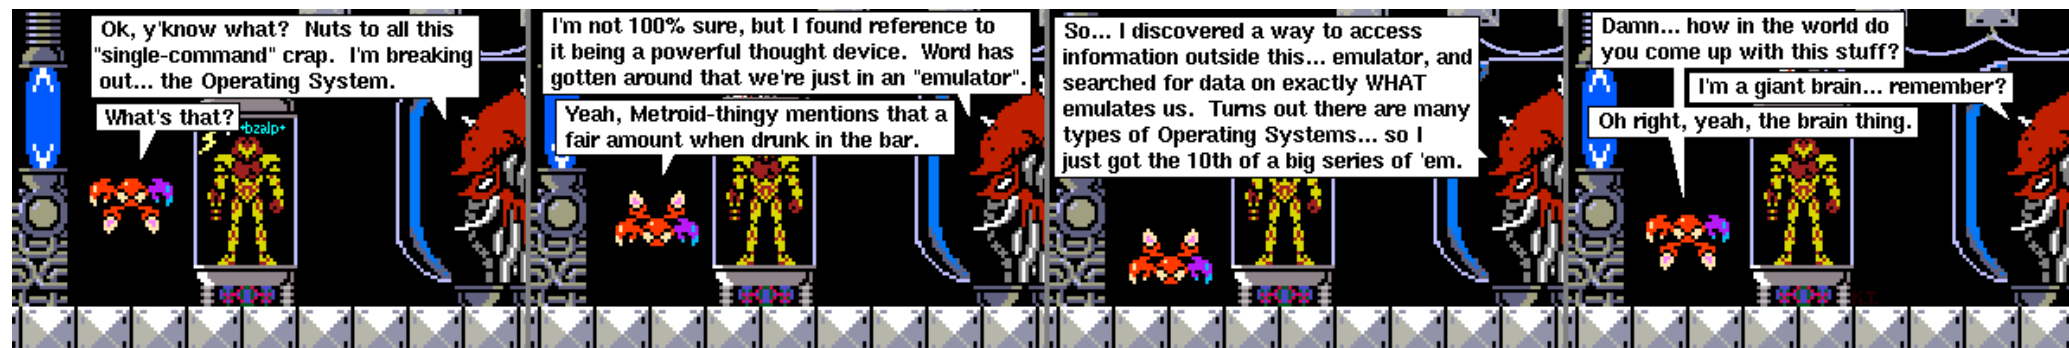 Ok, y'know what?  Nuts to all this
"single-command" crap.  I'm breaking
out... the Operating System.
What's that?
+bzalp+
I'm not 100% sure, but I found reference to
it being a powerful thought device.  Word has
gotten around that we're just in an "emulator".
Yeah, Metroid-thingy mentions that a
fair amount when drunk in the bar.
So... I discovered a way to access
information outside this... emulator, and
searched for data on exactly WHAT
emulates us.  Turns out there are many
types of Operating Systems... so I
just got the 10th of a big series of 'em.
Damn... how in the world do
you come up with this stuff?
I'm a giant brain... remember?
Oh right, yeah, the brain thing.